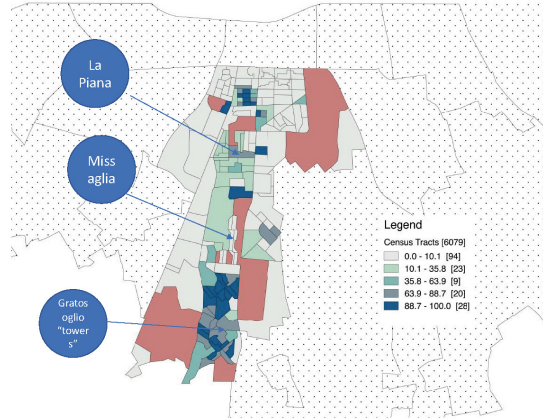 La
Piana
Miss
aglia
Gratos
oglio
"tower
s"
Legend
Census Tracts [6079]
0.0 - 10.1 [94]
10.1 - 35.8 [23]
35.8 - 63.9 [9]
63.9 - 88.7 [20]
88.7 - 100.0 [28]